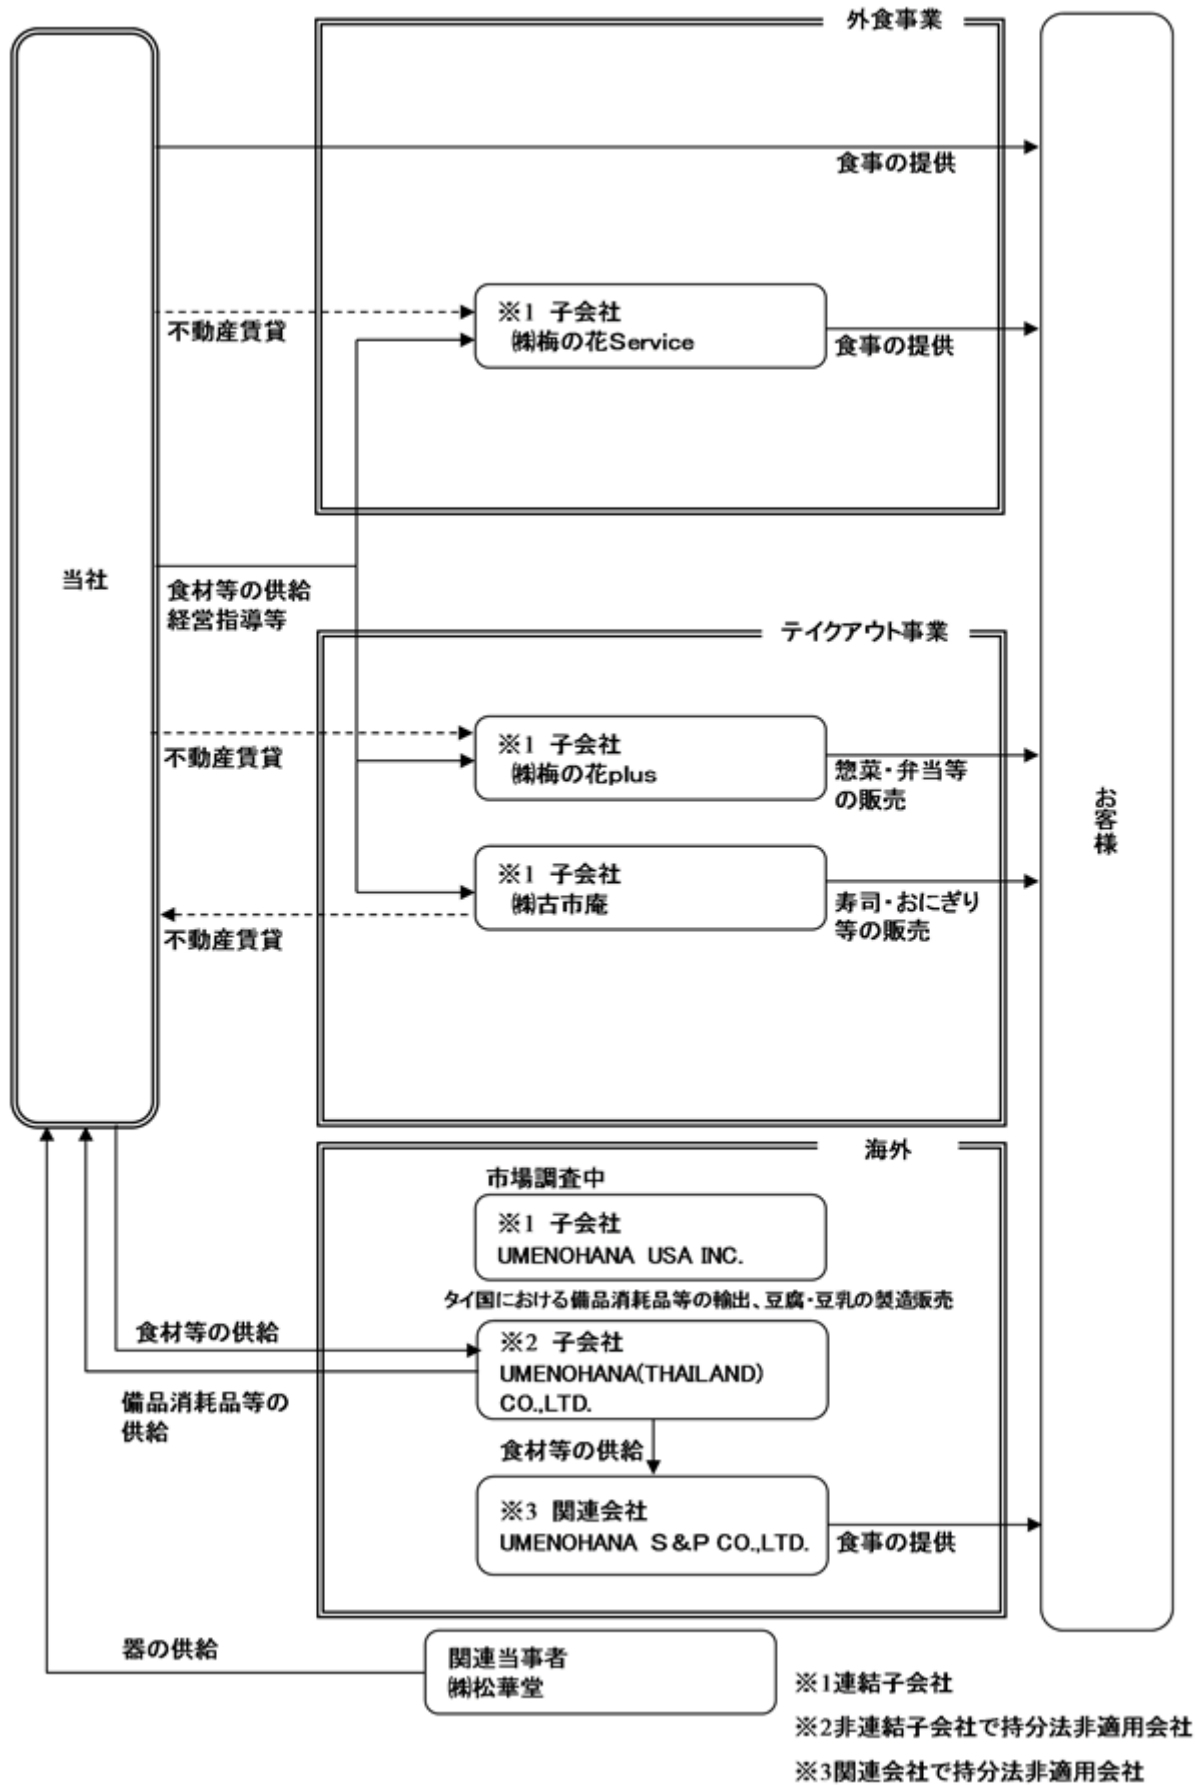 外食事業
食事の提供
※1 子会社
㈱梅の花Service
不動産賃貸
食事の提供
当社
食材等の供給
経営指導等
テイクアウト事業
※1 子会社
㈱梅の花plus
不動産賃貸
惣菜・弁当等
の販売
お客様
※1 子会社
㈱古市庵
寿司・おにぎり
等の販売
不動産賃貸
海外
市場調査中
※1 子会社
UMENOHANA USA INC.
タイ国における備品消耗品等の輸出、豆腐・豆乳の製造販売
食材等の供給
※2 子会社
UMENOHANA(THAILAND)
CO.,LTD.
備品消耗品等の
供給
食材等の供給
※3 関連会社
UMENOHANA S&P CO.,LTD.
食事の提供
器の供給
関連当事者
㈱松華堂
※1連結子会社
※2非連結子会社で持分法非適用会社
※3関連会社で持分法非適用会社